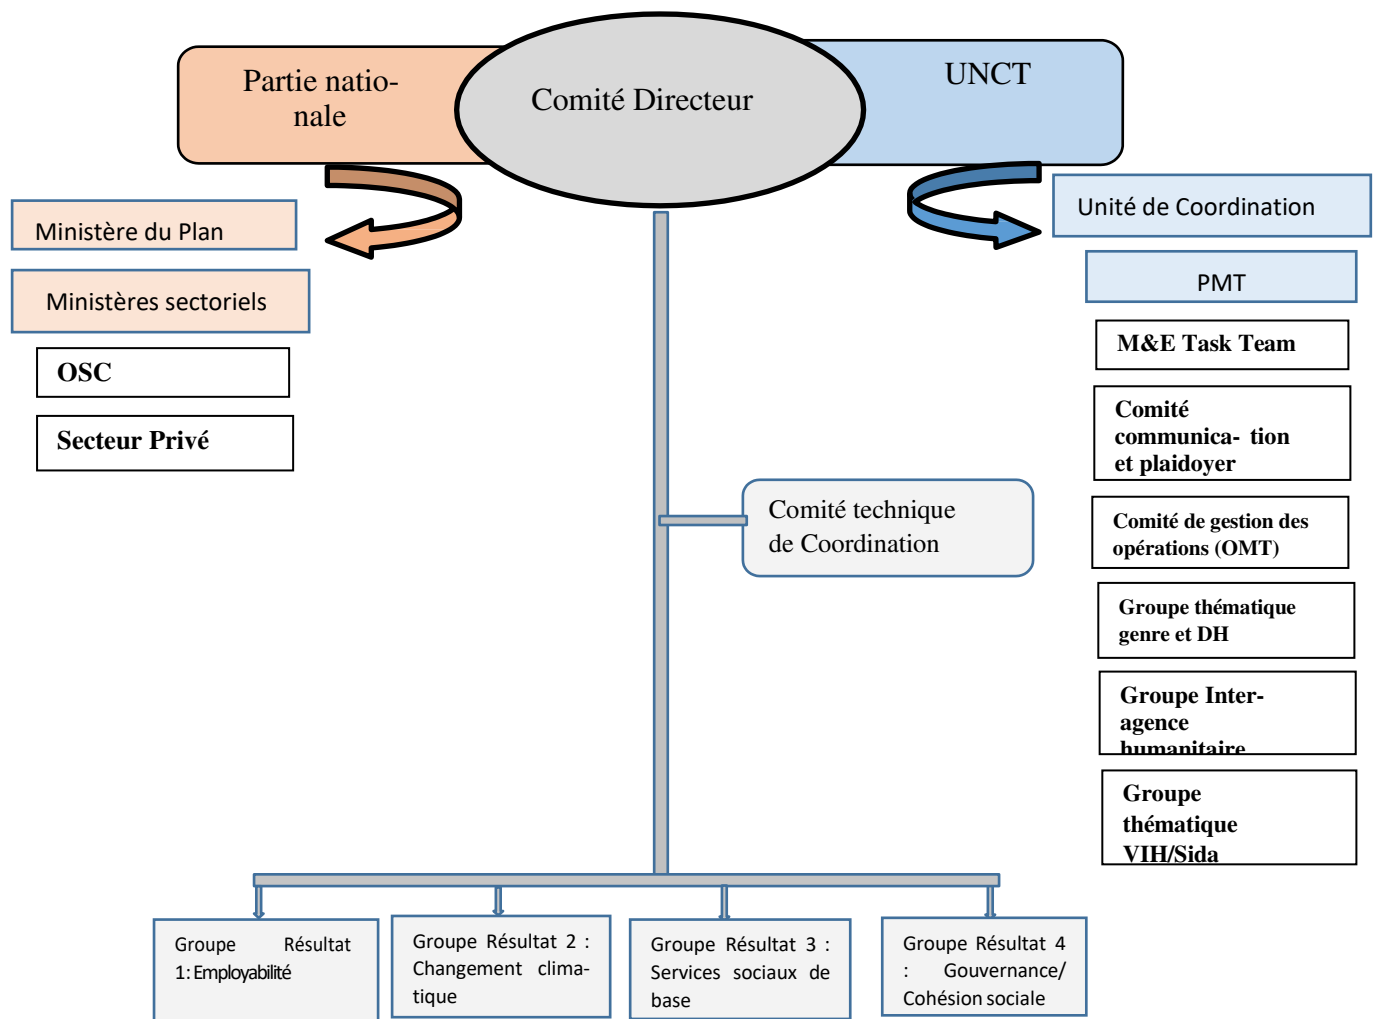 Partie natio-
nale
Comité Directeur
UNCT
Ministère du Plan
Ministères sectoriels
OSC
Secteur Privé
Unité de Coordination
PMT
M&E Task Team
Comité
communica- tion
et plaidoyer
Comité de gestion des
opérations (OMT)
Groupe thématique
genre et DH
Groupe Inter-
agence
humanitaire
Groupe
thématique
VIH/Sida
Comité technique
de Coordination
Groupe Résultat
1: Employabilité
Groupe Résultat 2 :
Changement clima-
tique
Groupe Résultat 3 :
Services sociaux de
base
Groupe Résultat 4
: Gouvernance/
Cohésion sociale